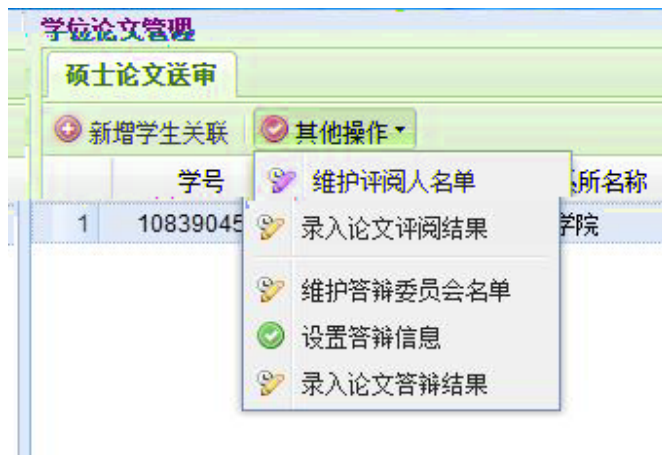 学位论文管理
硕士论文送审
新增学生关联 其他操作
学号 所名称
1 10839045 学院
维护评阅人名单
录入论文评阅结果
维护答辩委员会名单
设置答辩信息
录入论文答辩结果